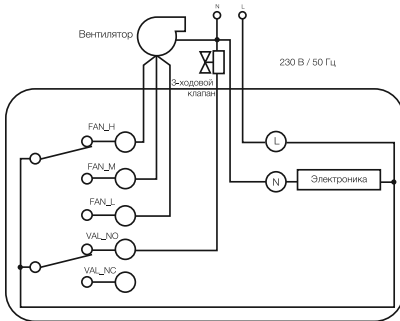 N L
Вентилятор
230 В / 50 Гц
3-ходовой
клапан
FAN_H
L
FAN_M
N
Электроника
FAN_L
VAL_NO
VAL_NC